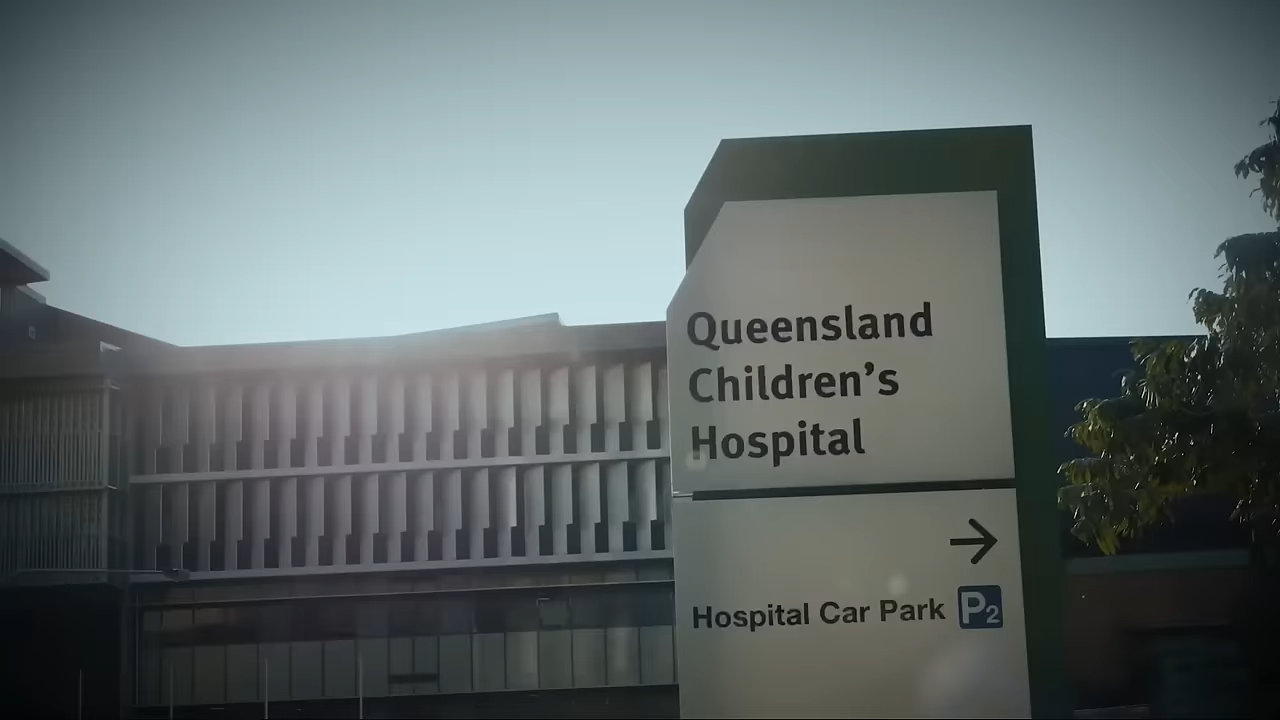 Queensland
Children’s
Hospital
→
Hospital Car Park P2